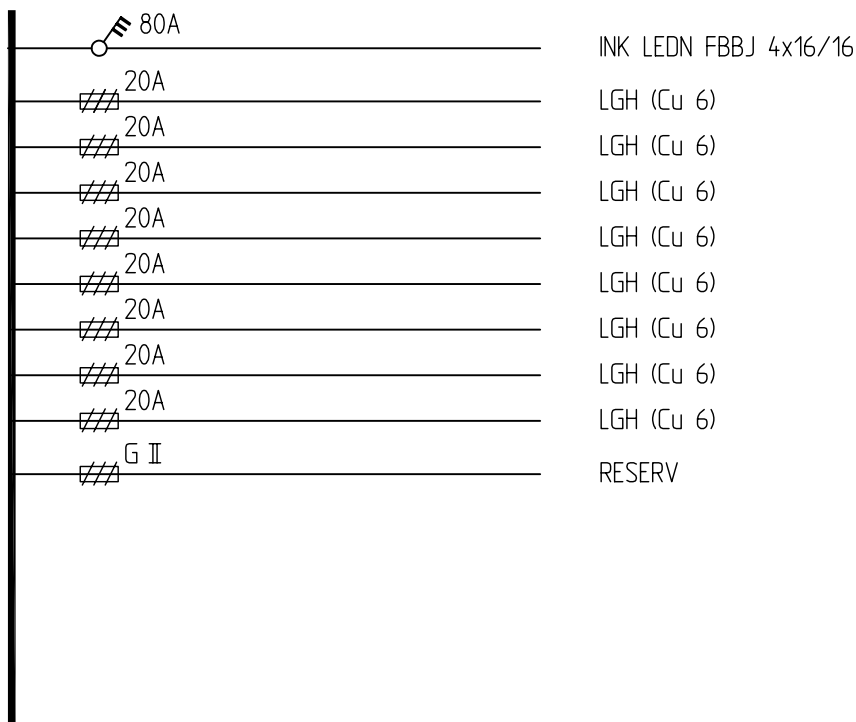 80A
INK LEDN FBBJ 4x16/16
20A
LGH (Cu 6)
20A
LGH (Cu 6)
20A
LGH (Cu 6)
20A
LGH (Cu 6)
20A
LGH (Cu 6)
20A
LGH (Cu 6)
20A
LGH (Cu 6)
20A
LGH (Cu 6)
G II
RESERV